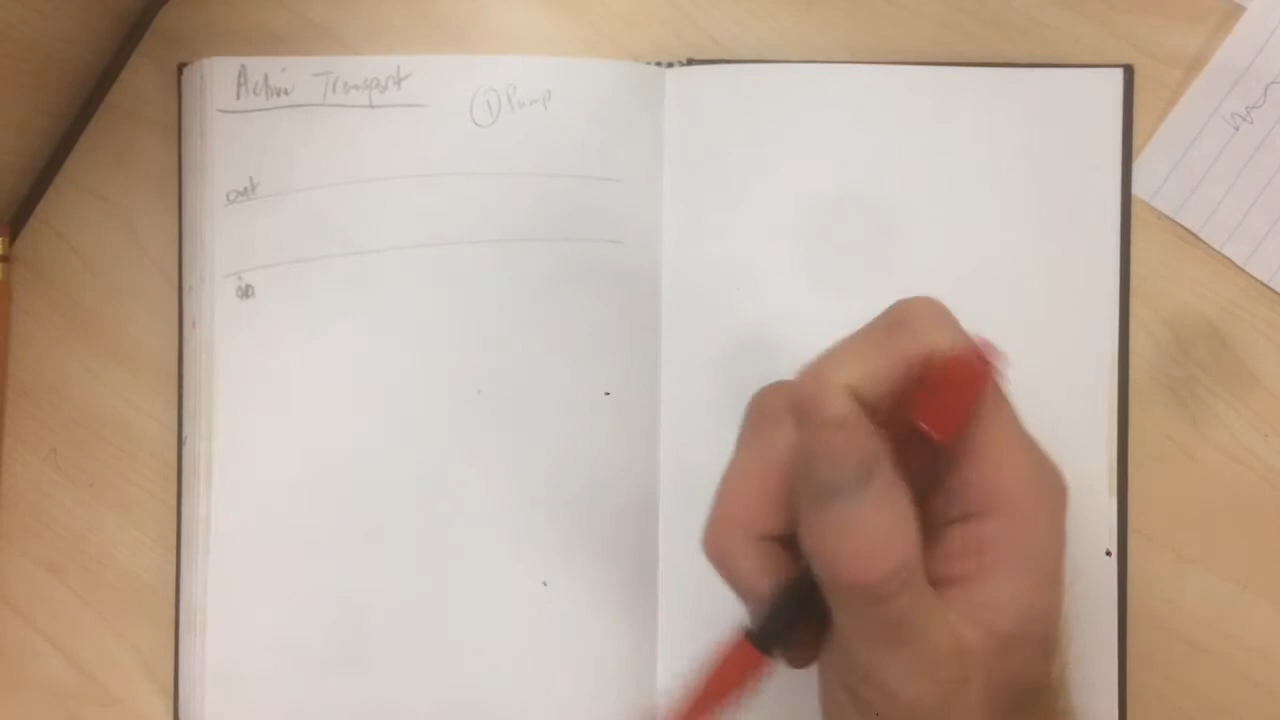 Active Transport
① Pump
out
in